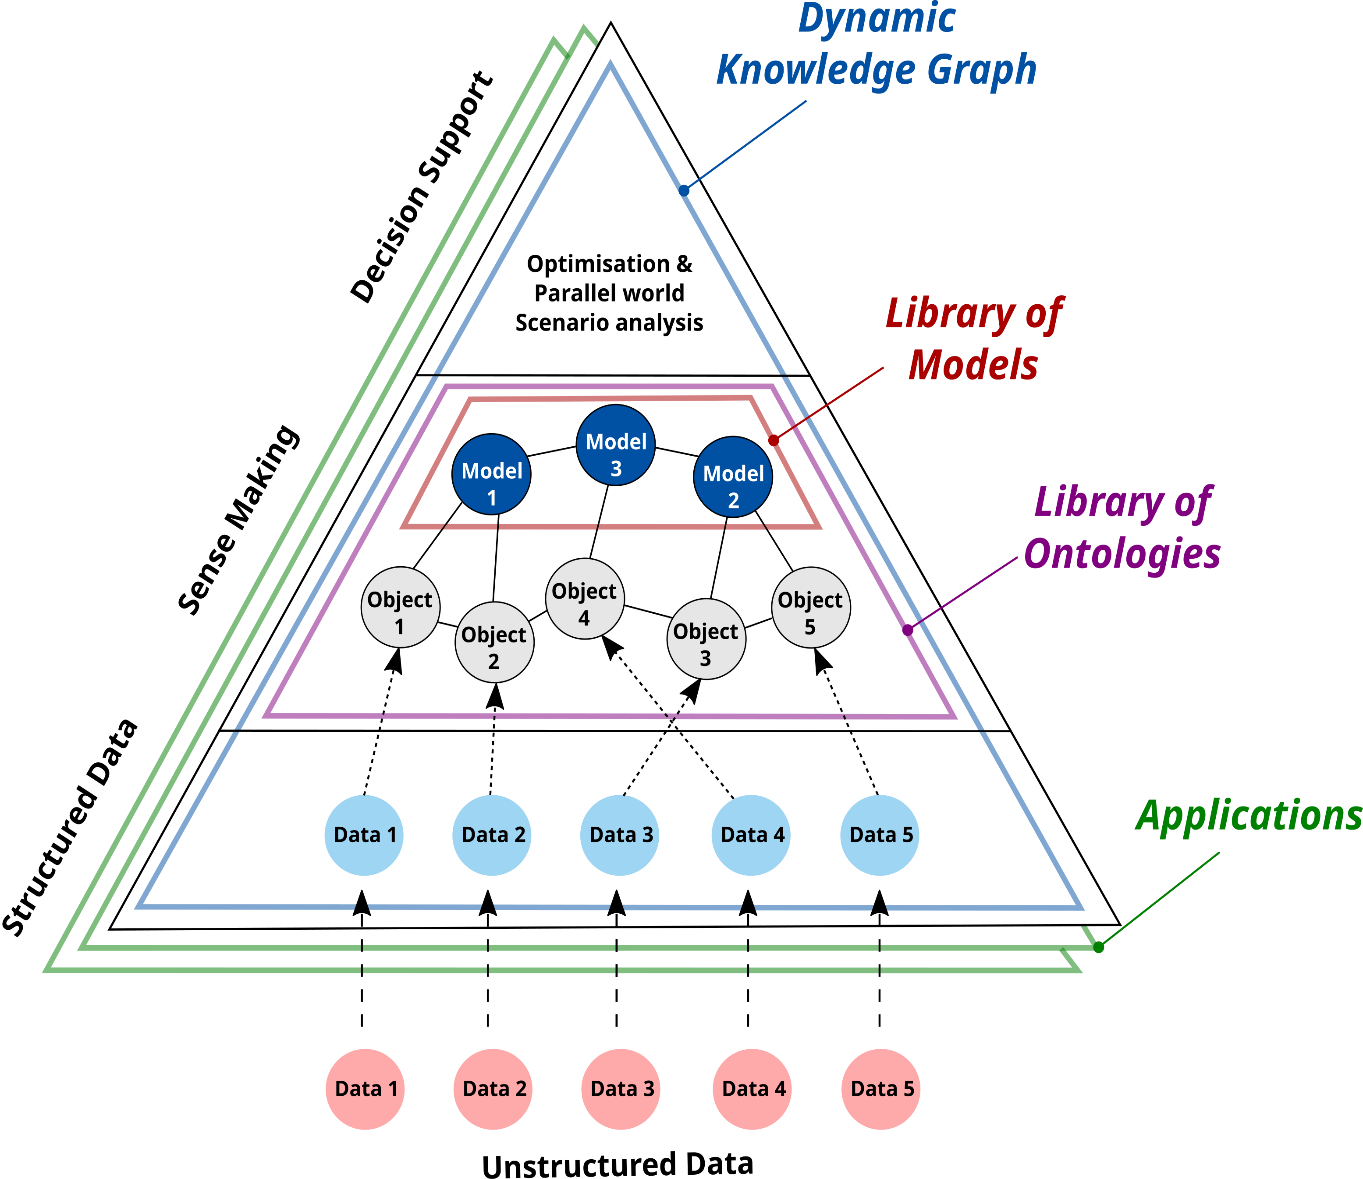 Dynamic
Knowledge Graph
Decision Support
Optimisation &
Parallel world
Scenario analysis
Library of
Models
Sense Making
Model
1
Model
3
Model
2
Library of
Ontologies
Object
1
Object
2
Object
4
Object
3
Object
5
Structured Data
Data 1
Data 2
Data 3
Data 4
Data 5
Applications
Data 1
Data 2
Data 3
Data 4
Data 5
Unstructured Data